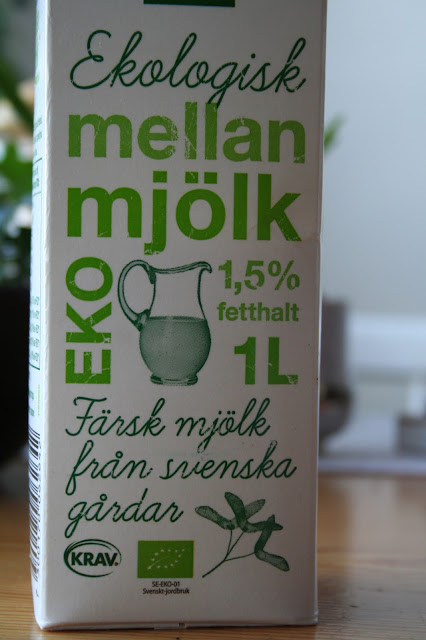 Ekologisk
mellan
mjölk
EKO
1,5%
fetthalt
1L
Färsk mjölk
från svenska
gårdar
KRAV
SE-EKO-01
Svenskt-jordbruk